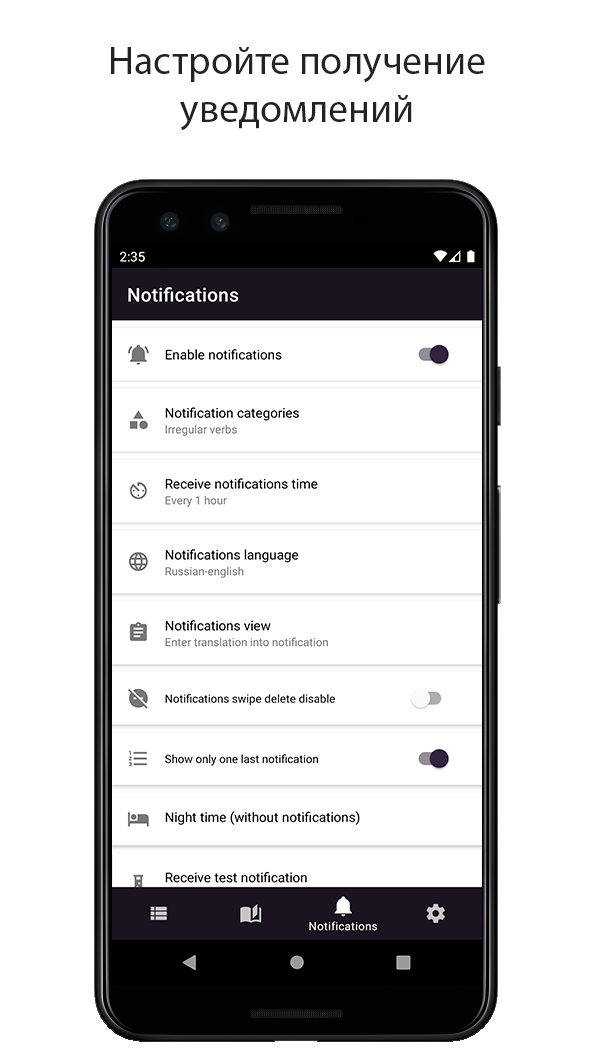 Настройте получение
уведомлений
2:35
Notifications
Enable notifications
Notification categories
Irregular verbs
Receive notifications time
Every 1 hour
Notifications language
Russian-english
Notifications view
Enter translation into notification
Notifications swipe delete disable
Show only one last notification
Night time (without notifications)
Receive test notification
Notifications